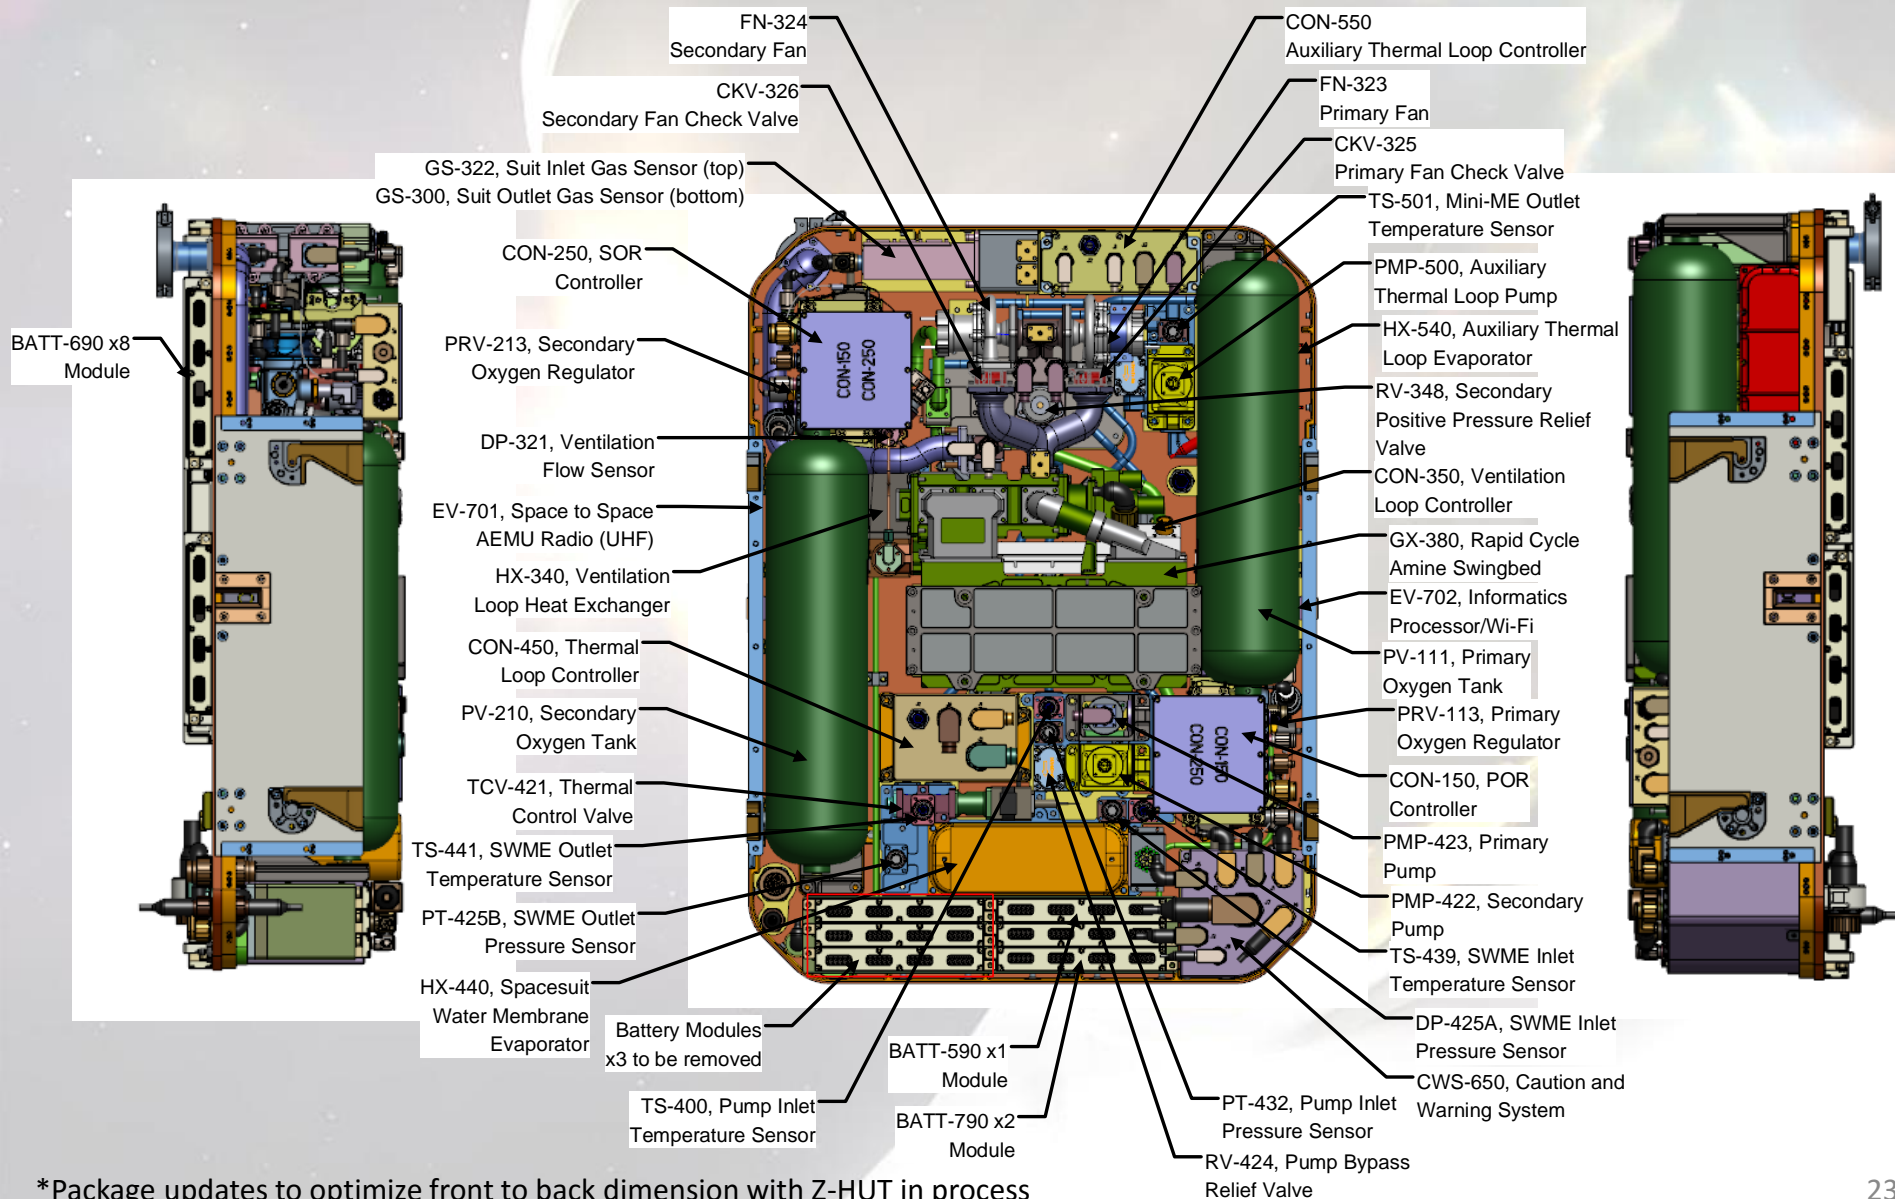 FN-324
Secondary Fan
CON-550
Auxiliary Thermal Loop Controller
CKV-326
Secondary Fan Check Valve
FN-323
Primary Fan
CKV-325
Primary Fan Check Valve
GS-322, Suit Inlet Gas Sensor (top)
GS-300, Suit Outlet Gas Sensor (bottom)
TS-501, Mini-ME Outlet
Temperature Sensor
CON-250, SOR
Controller
PMP-500, Auxiliary
Thermal Loop Pump
BATT-690 x8
Module
PRV-213, Secondary
Oxygen Regulator
HX-540, Auxiliary Thermal
Loop Evaporator
CON-150
CON-250
RV-348, Secondary
Positive Pressure Relief
Valve
DP-321, Ventilation
Flow Sensor
CON-350, Ventilation
Loop Controller
EV-701, Space to Space
AEMU Radio (UHF)
GX-380, Rapid Cycle
Amine Swingbed
HX-340, Ventilation
Loop Heat Exchanger
EV-702, Informatics
Processor/Wi-Fi
CON-450, Thermal
Loop Controller
PV-111, Primary
Oxygen Tank
PV-210, Secondary
Oxygen Tank
PRV-113, Primary
Oxygen Regulator
CON-150
CON-250
TCV-421, Thermal
Control Valve
CON-150, POR
Controller
TS-441, SWME Outlet
Temperature Sensor
PMP-423, Primary
Pump
PT-425B, SWME Outlet
Pressure Sensor
PMP-422, Secondary
Pump
HX-440, Spacesuit
Water Membrane
Evaporator
TS-439, SWME Inlet
Temperature Sensor
Battery Modules
x3 to be removed
DP-425A, SWME Inlet
Pressure Sensor
BATT-590 x1
Module
CWS-650, Caution and
Warning System
TS-400, Pump Inlet
Temperature Sensor
BATT-790 x2
Module
PT-432, Pump Inlet
Pressure Sensor
RV-424, Pump Bypass
Relief Valve
*Package updates to optimize front to back dimension with Z-HUT in process
23